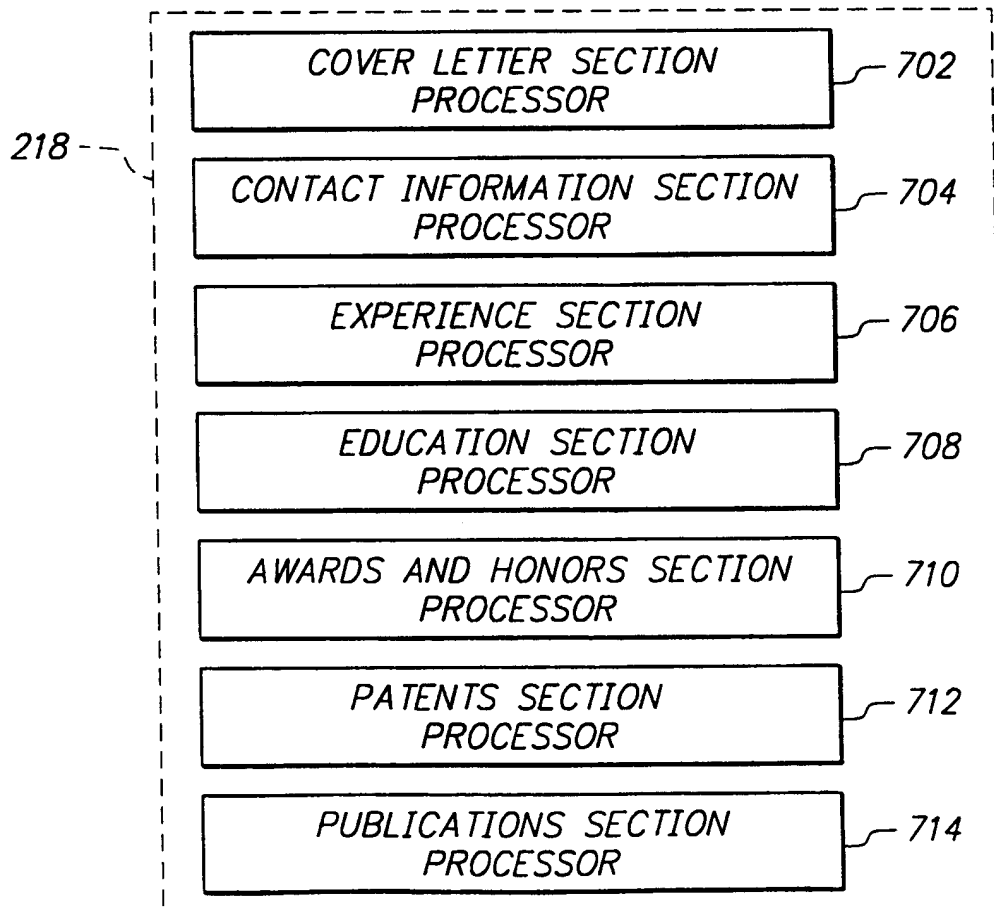 COVER LETTER SECTION
PROCESSOR
702
218
CONTACT INFORMATION SECTION
PROCESSOR
704
EXPERIENCE SECTION
PROCESSOR
706
EDUCATION SECTION
PROCESSOR
708
AWARDS AND HONORS SECTION
PROCESSOR
710
PATENTS SECTION
PROCESSOR
712
PUBLICATIONS SECTION
PROCESSOR
714